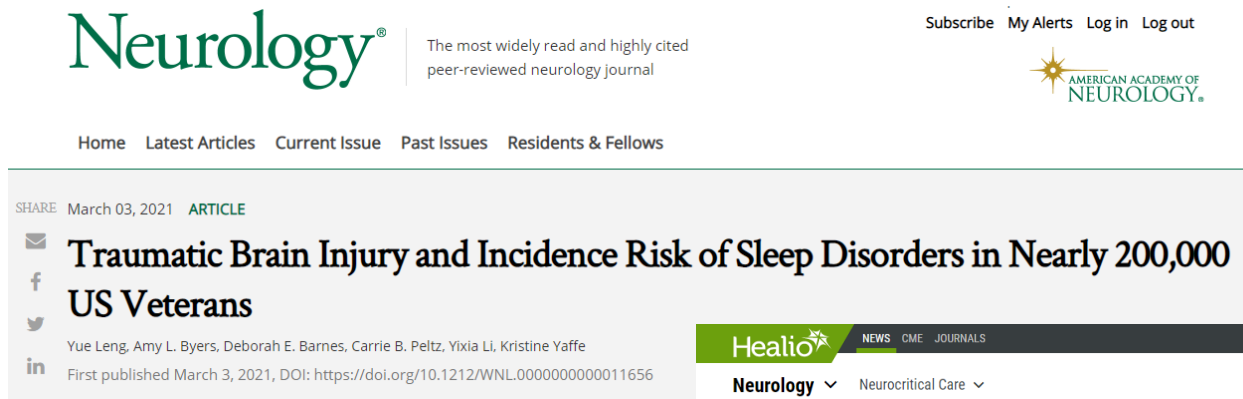 Neurology®
The most widely read and highly cited
peer-reviewed neurology journal
Subscribe My Alerts Log in Log out
AMERICAN ACADEMY OF
NEUROLOGY®
Home Latest Articles Current Issue Past Issues Residents & Fellows
SHARE
March 03, 2021 ARTICLE
Traumatic Brain Injury and Incidence Risk of Sleep Disorders in Nearly 200,000
US Veterans
Yue Leng, Amy L. Byers, Deborah E. Barnes, Carrie B. Peltz, Yixia Li, Kristine Yaffe
First published March 3, 2021, DOI: https://doi.org/10.1212/WNL.0000000000011656
Healio
NEWS CME JOURNALS
Neurology Neurocritical Care